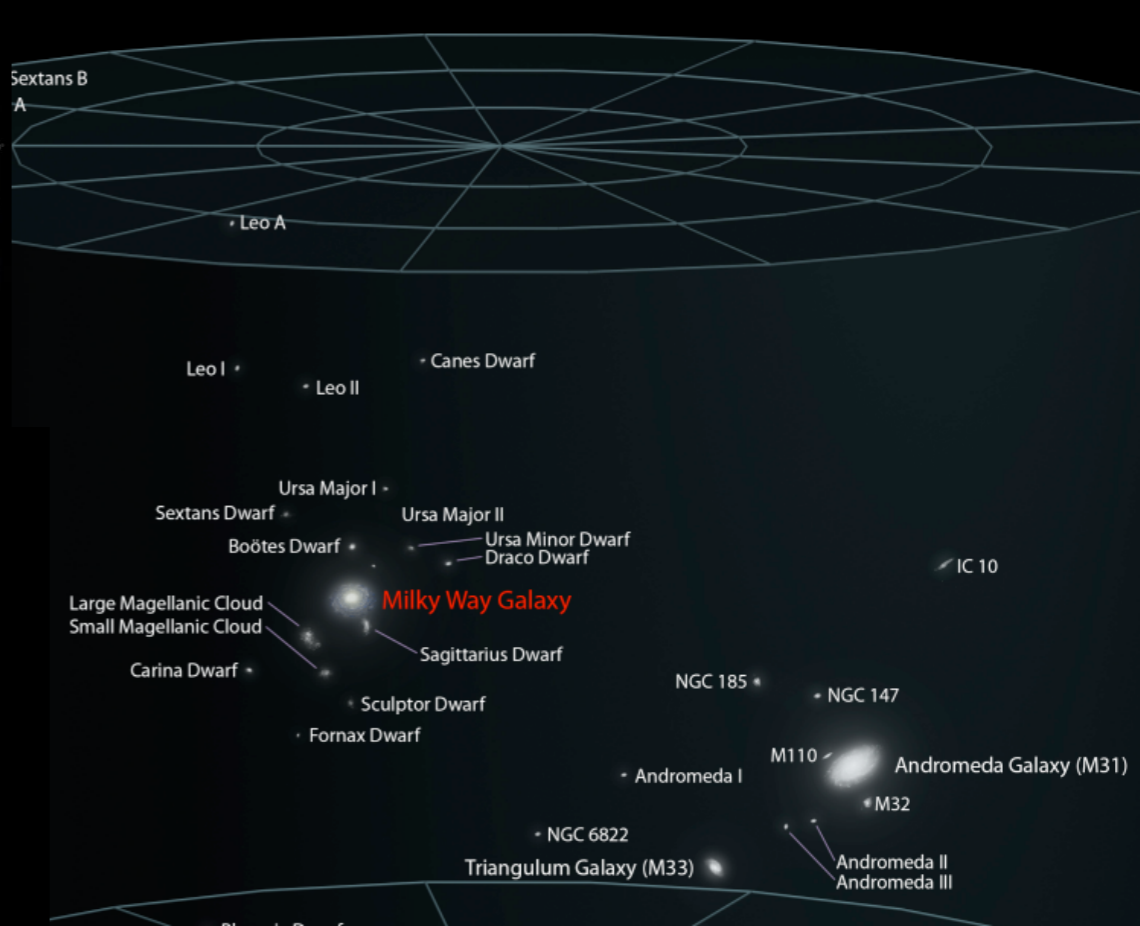 Sextans B
A
Leo A
Canes Dwarf
Leo I
Leo II
Ursa Major I
Sextans Dwarf
Ursa Major II
Ursa Minor Dwarf
Boötes Dwarf
Draco Dwarf
IC 10
Milky Way Galaxy
Large Magellanic Cloud
Small Magellanic Cloud
Sagittarius Dwarf
Carina Dwarf
NGC 185
NGC 147
Sculptor Dwarf
Fornax Dwarf
M110
Andromeda Galaxy (M31)
Andromeda I
M32
NGC 6822
Triangulum Galaxy (M33)
Andromeda II
Andromeda III